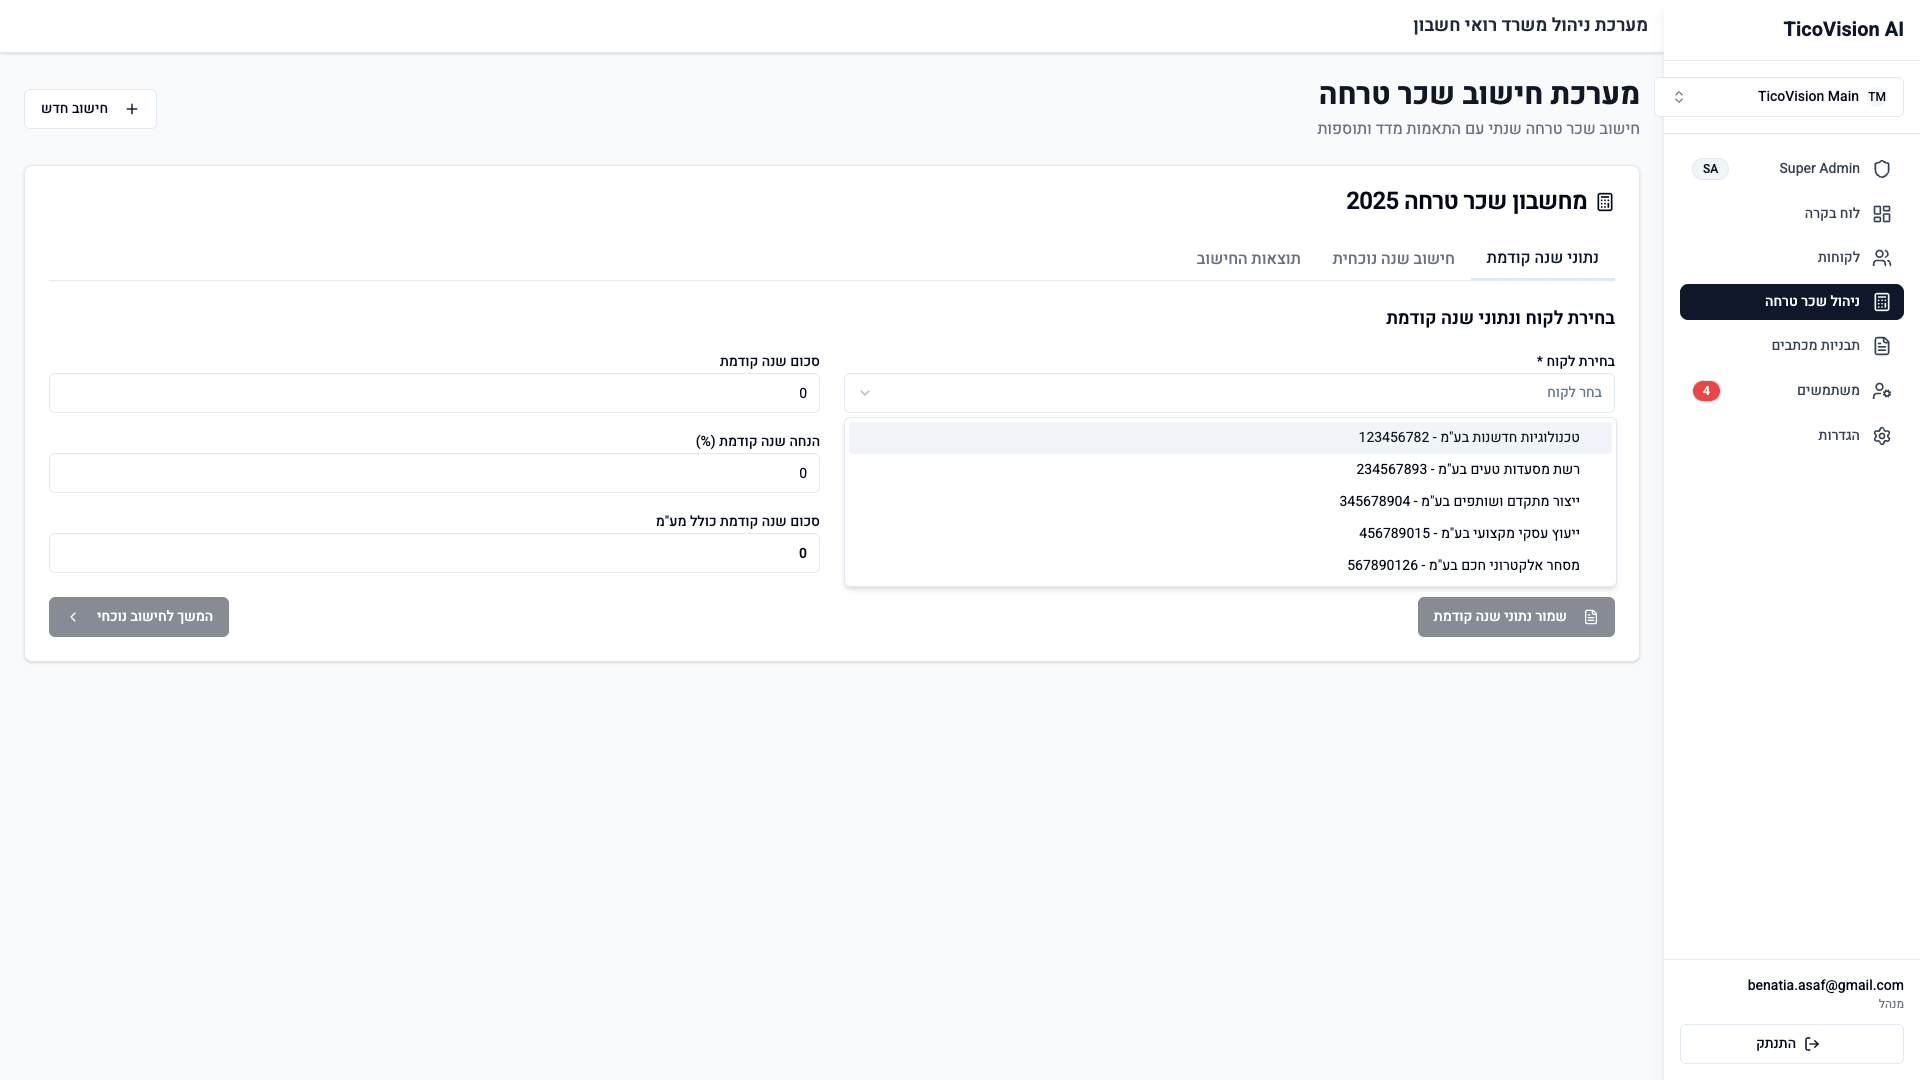 TicoVision AI
TM TicoVision Main
Super Admin SA
לוח בקרה
לקוחות
ניהול שכר טרחה
תבניות מכתבים
משתמשים 4
הגדרות
benatia.asaf@gmail.com
מנהל
התנתק
מערכת ניהול משרד רואי חשבון
מערכת חישוב שכר טרחה
חישוב שכר טרחה שנתי עם התאמות מדד ותוספות
חישוב חדש
מחשבון שכר טרחה 2025
נתוני שנה קודמת
חישוב שנה נוכחית
תוצאות החישוב
בחירת לקוח ונתוני שנה קודמת
בחירת לקוח *
בחר לקוח
טכנולוגיות חדשנות בע"מ - 123456782
רשת מסעדות טעים בע"מ - 234567893
ייצור מתקדם ושותפים בע"מ - 345678904
ייעוץ עסקי מקצועי בע"מ - 456789015
מסחר אלקטרוני חכם בע"מ - 567890126
סכום שנה קודמת
0
הנחה שנה קודמת (%)
0
סכום שנה קודמת כולל מע"מ
0
שמור נתוני שנה קודמת
המשך לחישוב נוכחי